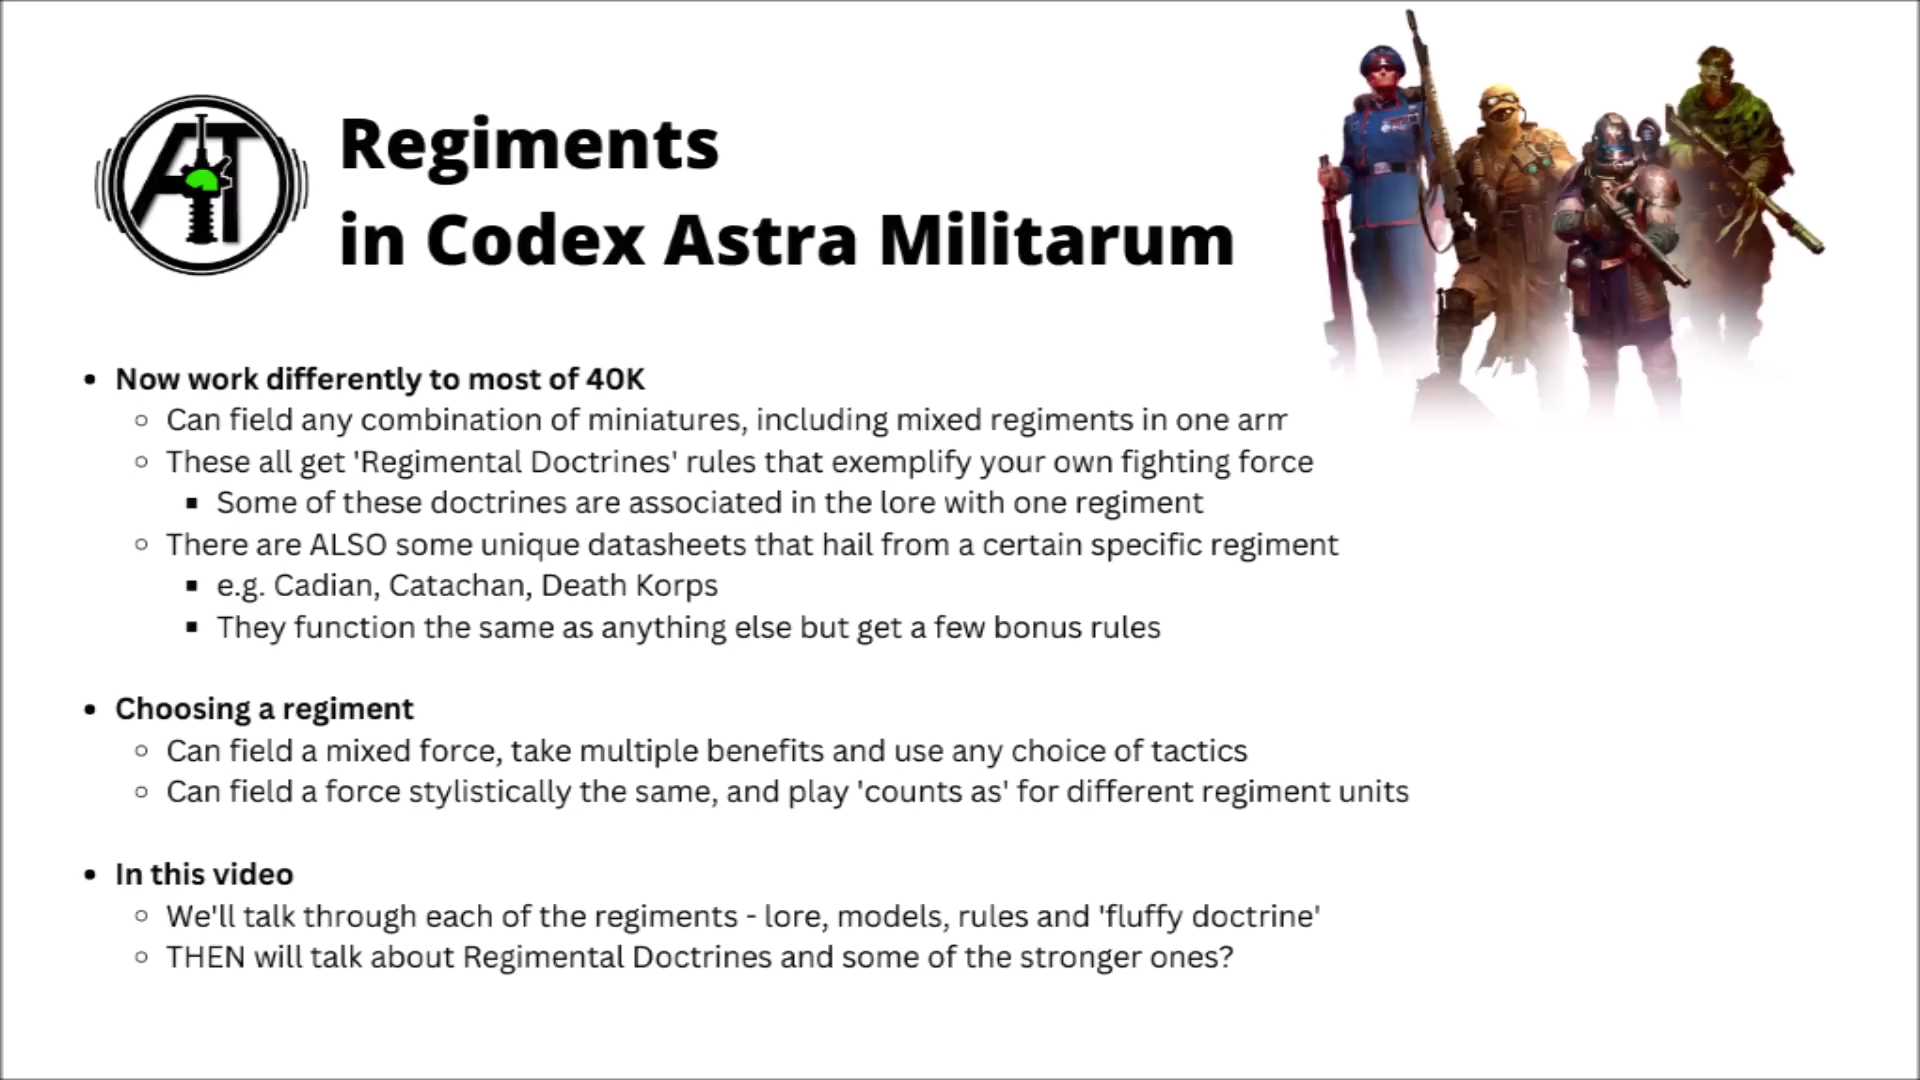 AT
Regiments
in Codex Astra Militarum
• Now work differently to most of 40K
○ Can field any combination of miniatures, including mixed regiments in one arm
○ These all get 'Regimental Doctrines' rules that exemplify your own fighting force
▪ Some of these doctrines are associated in the lore with one regiment
○ There are ALSO some unique datasheets that hail from a certain specific regiment
▪ e.g. Cadian, Catachan, Death Korps
▪ They function the same as anything else but get a few bonus rules
• Choosing a regiment
○ Can field a mixed force, take multiple benefits and use any choice of tactics
○ Can field a force stylistically the same, and play 'counts as' for different regiment units
• In this video
○ We'll talk through each of the regiments - lore, models, rules and 'fluffy doctrine'
○ THEN will talk about Regimental Doctrines and some of the stronger ones?